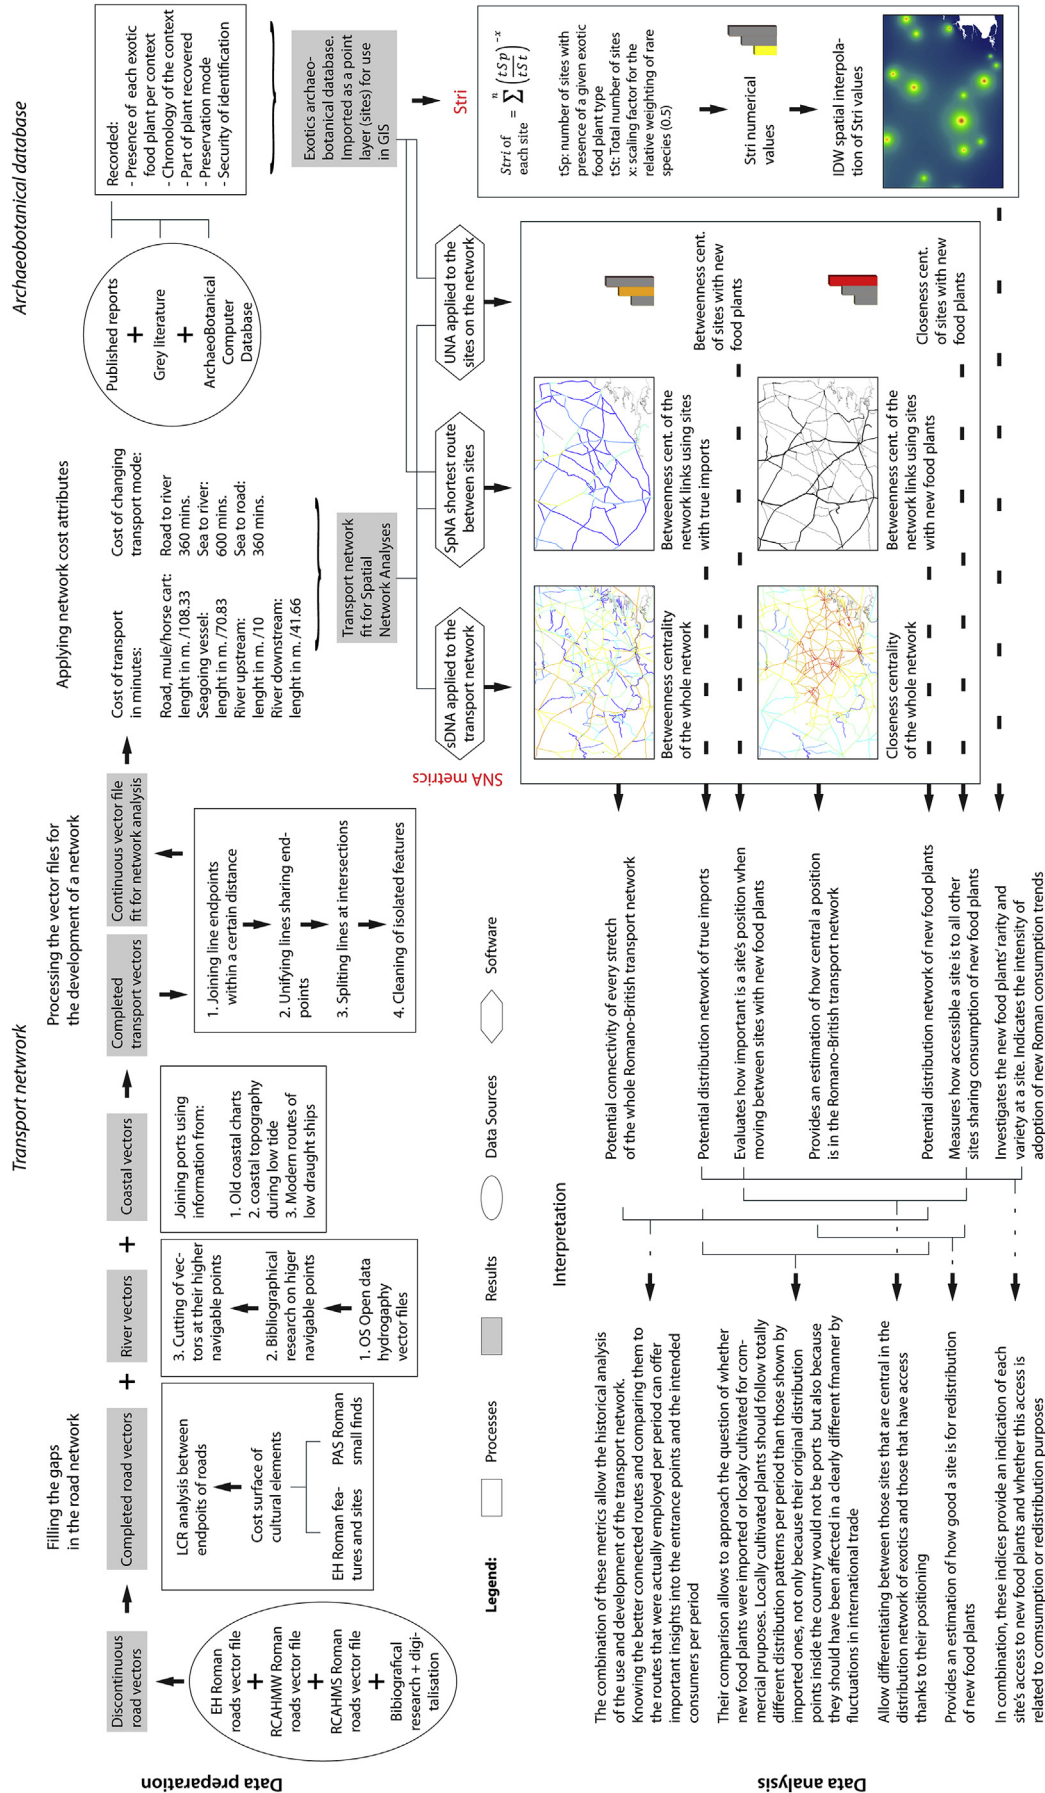 Transport netwrork
Archaeobotanical database
Data preparation
Filling the gaps
in the road network
Processing the vector files for
the development of a network
Applying network cost attributes
Discontinuous
road vectors
EH Roman
roads vector file
+
RCAHMW Roman
roads vector file
+
RCAHMS Roman
roads vector file
+
Bibiografical
research + digi-
talisation
Completed road vectors
LCR analysis between
endpoits of roads
Cost surface of
cultural elements
EH Roman fea-
tures and sites
PAS Roman
small finds
+
River vectors
3. Cutting of vec-
tors at their higher
navigable points
2. Bibliographical
research on higer
navigable points
1. OS Open data
hydrogaphy
vector files
+
Coastal vectors
Joining ports using
information from:
1. Old coastal charts
2. coastal topography
during low tide
3. Modern routes of
low draught ships
Completed
transport vectors
Continuous vector file
fit for network analysis
1. Joining line endpoints
within a certain distance
2. Unifying lines sharing end-
points
3. Spliting lines at intersections
4. Cleaning of isolated features
Cost of transport
in minutes:
Road, mule/horse cart:
lenght in m. /108.33
Seagoing vessel:
lenght in m. /70.83
River upstream:
lenght in m. /10
River downstream:
lenght in m. /41.66
Cost of changing
transport mode:
Road to river
360 mins.
Sea to river:
600 mins.
Sea to road:
360 mins.
Published reports
+
Grey literature
+
ArchaeoBotanical
Computer
Database
Recorded:
- Presence of each exotic
food plant per context
- Chronology of the context
- Part of plant recovered
- Preservation mode
- Security of identification
Transport network
fit for Spatial
Network Analyses
Exotics archaeo-
botanical database.
Imported as a point
layer (sites) for use
in GIS
Legend:
Processes
Results
Data Sources
Software
SNA metrics
sDNA applied to the
transport network
SpNA shortest route
between sites
UNA applied to the
sites on the network
Stri
Stri of
each site
= n ∑ (tSp/tSt)^-x
tSp: number of sites with
presence of a given exotic
food plant type
tSt: Total number of sites
x: scaling factor for the
relative weighting of rare
species (0.5)
Stri numerical
values
IDW spatial interpola-
tion of Stri values
Betweenness centrality
of the whole network
Betweenness cent. of the
network links using sites
with true imports
Betweenness cent.
of sites with new
food plants
Closeness centrality
of the whole network
Betweenness cent. of the
network links using sites
with new food plants
Closeness cent.
of sites with new
food plants
Data analysis
Interpretation
Potential connectivity of every stretch
of the whole Romano-British transport network
Potential distribution network of true imports
Evaluates how important is a site's position when
moving between sites with new food plants
Provides an estimation of how central a position
is in the Romano-British transport network
Potential distribution network of new food plants
Measures how accessible a site is to all other
sites sharing consumption of new food plants
Investigates the new food plants' rarity and
variety at a site. Indicates the intensity of
adoption of new Roman consumption trends
The combination of these metrics allow the historical analysis
of the use and development of the transport network.
Knowing the better connected routes and comparing them to
the routes that were actually employed per period can offer
important insights into the entrance points and the intended
consumers per period
Their comparison allows to approach the question of whether
new food plants were imported or localy cultivated for com-
mercial pruposes. Locally cultivated plants should follow totally
different distribution patterns per period than those shown by
imported ones, not only because their original distribution
points inside the country would not be ports but also because
they should have been affected in a clearly different fmanner by
fluctuations in international trade
Allow differentiating between those sites that are central in the
distribution network of exotics and those that have access
thanks to their positioning
Provides an estimation of how good a site is for redistribution
of new food plants
In combination, these indices provide an indication of each
site's access to new food plants and whether this access is
related to consumption or redistribution purposes